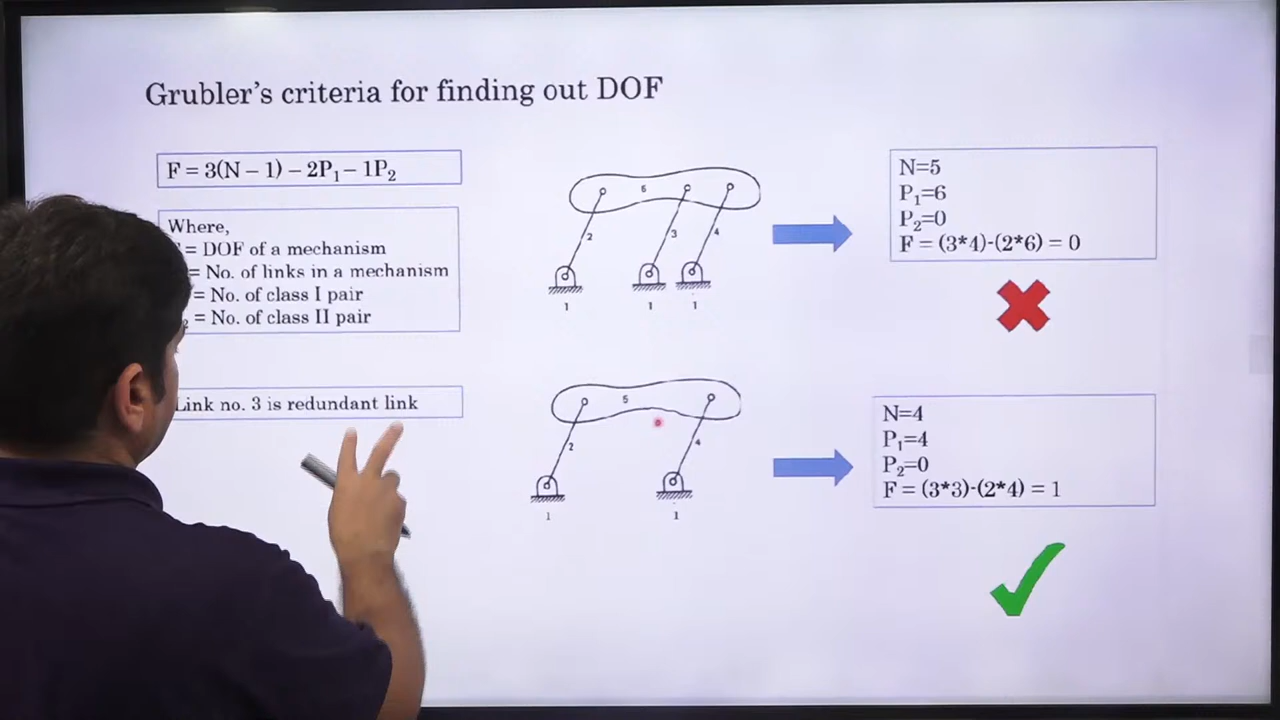 Grubler's criteria for finding out DOF
F = 3(N – 1) – 2P₁ – 1P₂
Where,
= DOF of a mechanism
= No. of links in a mechanism
= No. of class I pair
₂ = No. of class II pair
Link no. 3 is redundant link
6
2
3
4
1
1
1
N=5
P₁=6
P₂=0
F = (3*4)-(2*6) = 0
5
2
4
1
1
N=4
P₁=4
P₂=0
F = (3*3)-(2*4) = 1